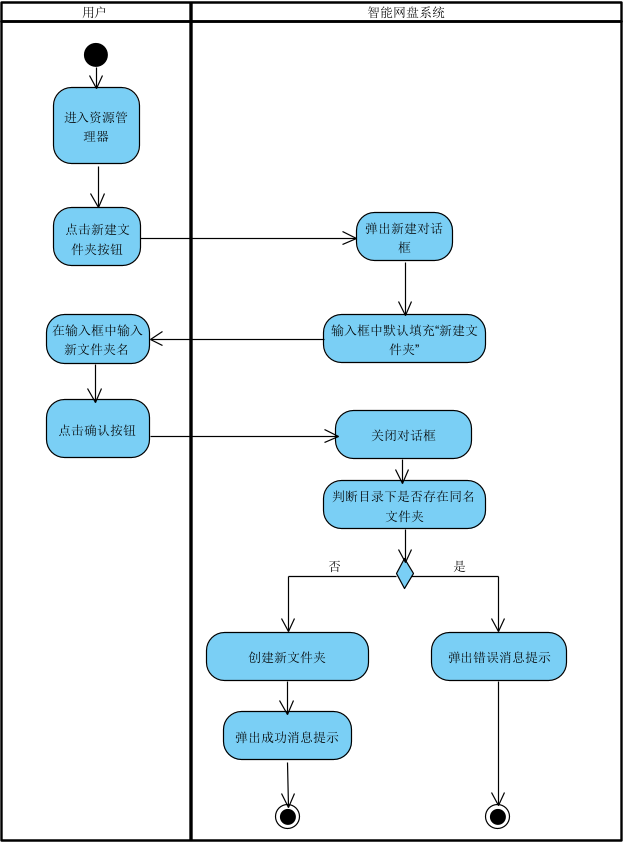 用户
智能网盘系统
进入资源管
理器
点击新建文
件夹按钮
弹出新建对话
框
输入框中默认填充“新建文
件夹”
在输入框中输入
新文件夹名
点击确认按钮
关闭对话框
判断目录下是否存在同名
文件夹
否
是
创建新文件夹
弹出错误消息提示
弹出成功消息提示